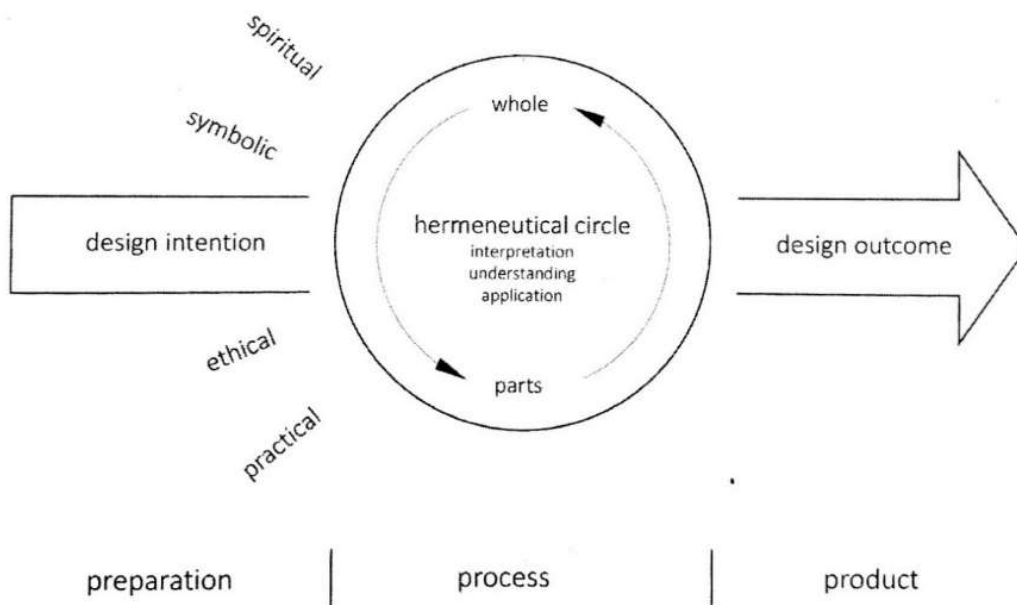 spiritual
symbolic
design intention
ethical
practical
whole
hermeneutical circle
interpretation
understanding
application
parts
design outcome
preparation
process
product